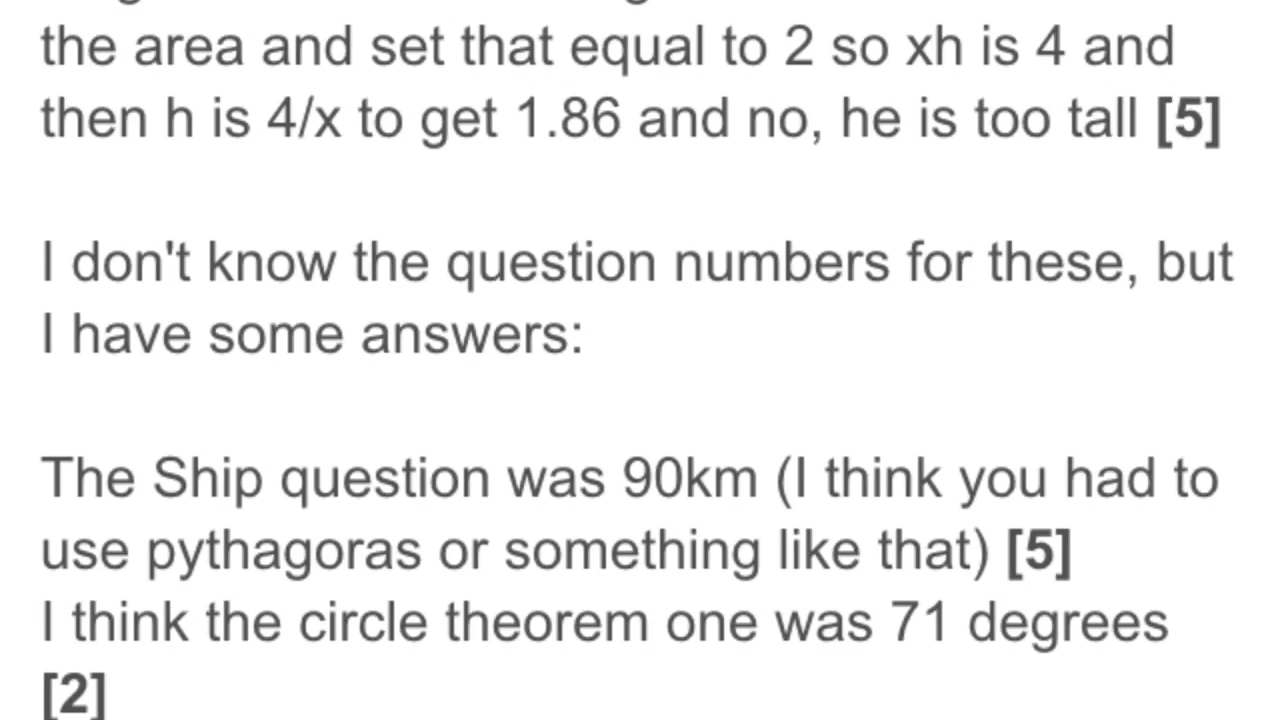 the area and set that equal to 2 so xh is 4 and
then h is 4/x to get 1.86 and no, he is too tall [5]
I don't know the question numbers for these, but
I have some answers:
The Ship question was 90km (I think you had to
use pythagoras or something like that) [5]
I think the circle theorem one was 71 degrees
[2]